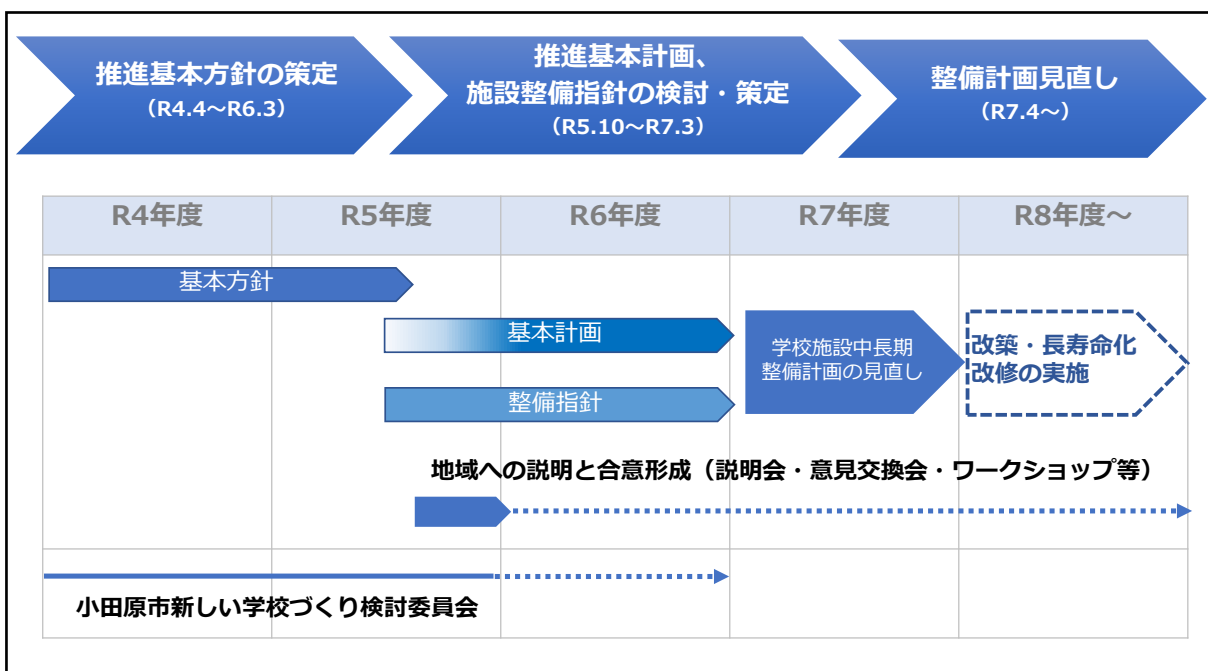 推進基本方針の策定
（R4.4～R6.3）
推進基本計画、
施設整備指針の検討・策定
（R5.10～R7.3）
整備計画見直し
（R7.4～）
R4年度
R5年度
R6年度
R7年度
R8年度～
基本方針
基本計画
整備指針
学校施設中長期
整備計画の見直し
改築・長寿命化
改修の実施
地域への説明と合意形成（説明会・意見交換会・ワークショップ等）
小田原市新しい学校づくり検討委員会